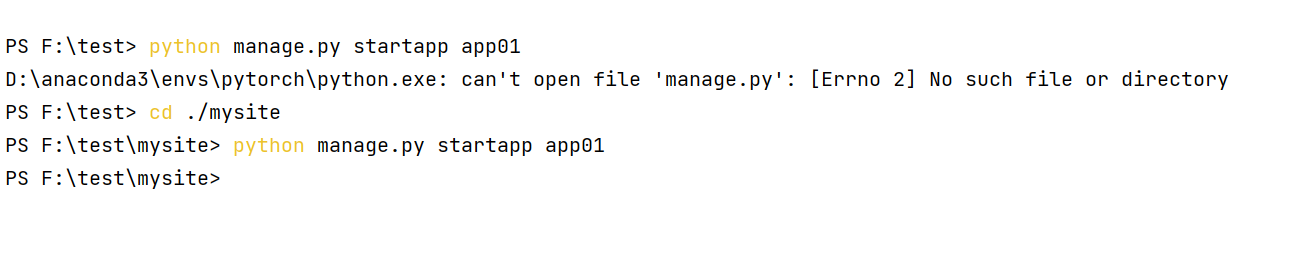 PS F:\test> python manage.py startapp app01
D:\anaconda3\envs\pytorch\python.exe: can't open file 'manage.py': [Errno 2] No such file or directory
PS F:\test> cd ./mysite
PS F:\test\mysite> python manage.py startapp app01
PS F:\test\mysite>